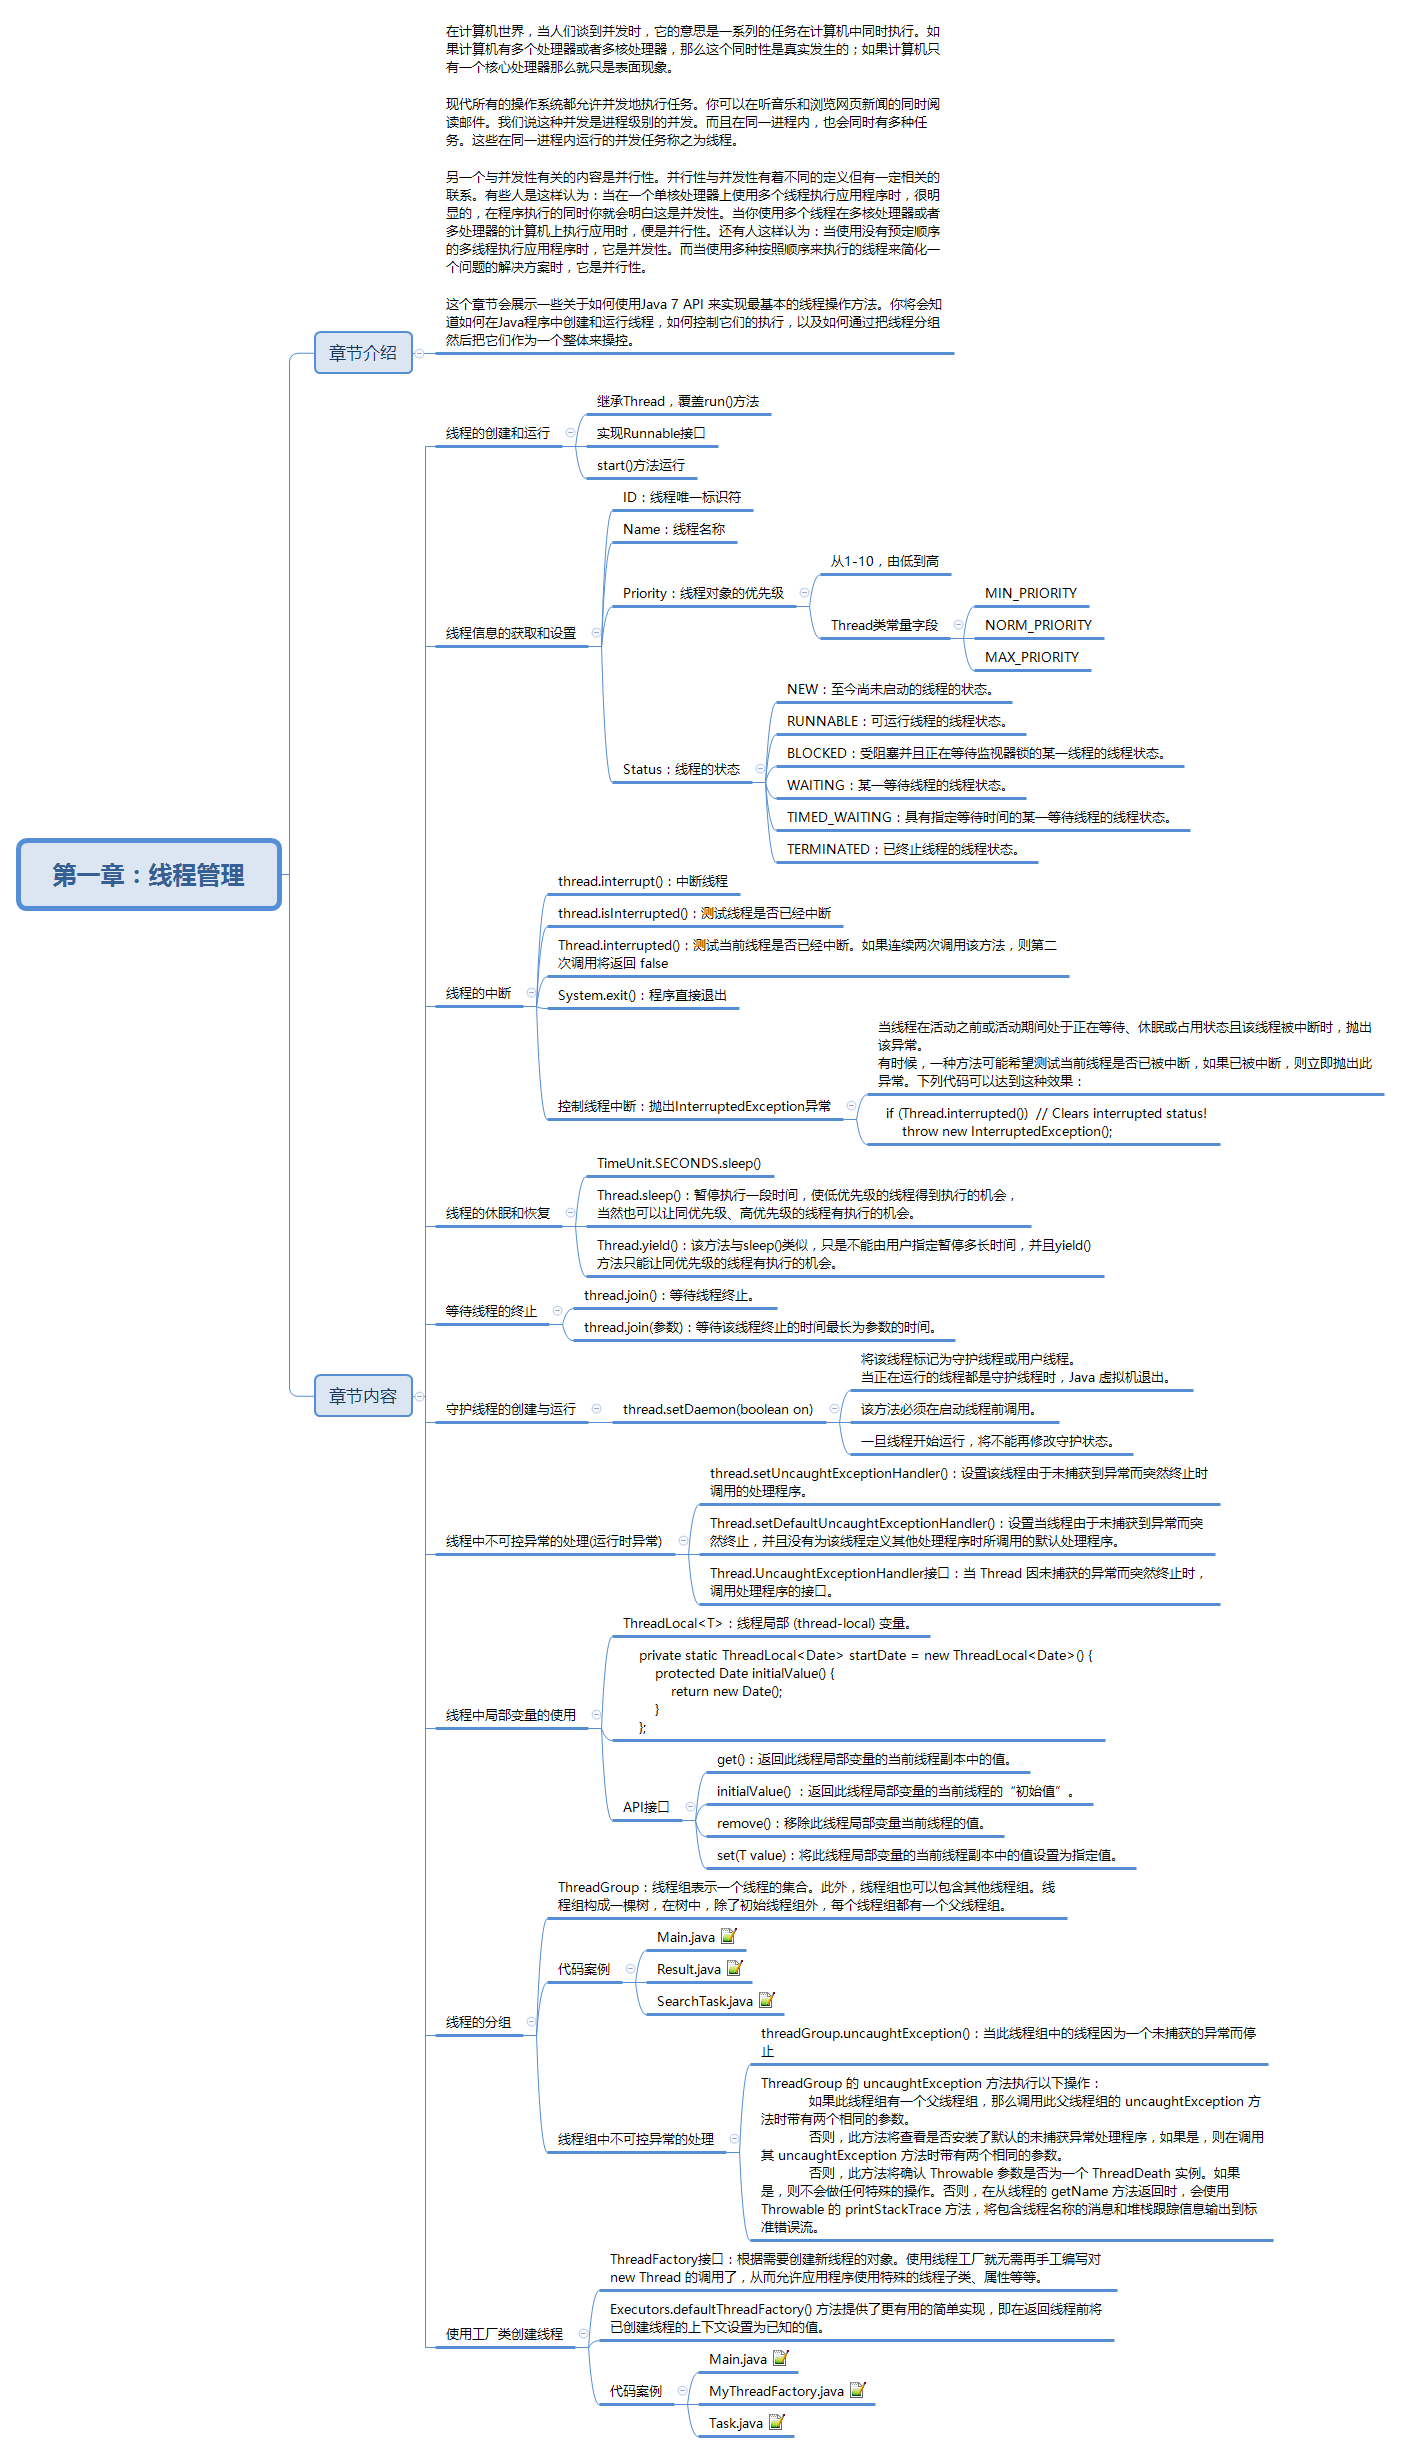 在计算机世界，当人们谈到并发时，它的意思是一系列的任务在计算机中同时执行。如
果计算机有多个处理器或者多核处理器，那么这个同时性是真实发生的；如果计算机只
有一个核心处理器那么就只是表面现象。
现代所有的操作系统都允许并发地执行任务。你可以在听音乐和浏览网页新闻的同时阅
读邮件。我们说这种并发是进程级别的并发。而且在同一进程内，也会同时有多种任
务。这些在同一进程内运行的并发任务称之为线程。
另一个与并发性有关的内容是并行性。并行性与并发性有着不同的定义但有一定相关的
联系。有些人是这样认为：当在一个单核处理器上使用多个线程执行应用程序时，很明
显的，在程序执行的同时你就会明白这是并发性。当你使用多个线程在多核处理器或者
多处理器的计算机上执行应用时，便是并行性。还有人这样认为：当使用没有预定顺序
的多线程执行应用程序时，它是并发性。而当使用多种按照顺序来执行的线程来简化一
个问题的解决方案时，它是并行性。
这个章节会展示一些关于如何使用Java 7 API 来实现最基本的线程操作方法。你将会知
道如何在Java程序中创建和运行线程，如何控制它们的执行，以及如何通过把线程分组
然后把它们作为一个整体来操控。
章节介绍
继承Thread，覆盖run()方法
线程的创建和运行
实现Runnable接口
start()方法运行
ID：线程唯一标识符
Name：线程名称
从1-10，由低到高
Priority：线程对象的优先级
MIN_PRIORITY
Thread类常量字段
NORM_PRIORITY
线程信息的获取和设置
MAX_PRIORITY
NEW：至今尚未启动的线程的状态。
RUNNABLE：可运行线程的线程状态。
BLOCKED：受阻塞并且正在等待监视器锁的某一线程的线程状态。
Status：线程的状态
WAITING：某一等待线程的线程状态。
TIMED_WAITING：具有指定等待时间的某一等待线程的线程状态。
TERMINATED：已终止线程的线程状态。
第一章：线程管理
thread.interrupt()：中断线程
thread.isInterrupted()：测试线程是否已经中断
Thread.interrupted()：测试当前线程是否已经中断。如果连续两次调用该方法，则第二
次调用将返回 false
线程的中断
System.exit()：程序直接退出
当线程在活动之前或活动期间处于正在等待、休眠或占用状态且该线程被中断时，抛出
该异常。
有时候，一种方法可能希望测试当前线程是否已被中断，如果已被中断，则立即抛出此
异常。下列代码可以达到这种效果：
控制线程中断：抛出InterruptedException异常
if (Thread.interrupted())  // Clears interrupted status!
throw new InterruptedException();
TimeUnit.SECONDS.sleep()
Thread.sleep()：暂停执行一段时间，使低优先级的线程得到执行的机会，
当然也可以让同优先级、高优先级的线程有执行的机会。
线程的休眠和恢复
Thread.yield()：该方法与sleep()类似，只是不能由用户指定暂停多长时间，并且yield()
方法只能让同优先级的线程有执行的机会。
thread.join()：等待线程终止。
等待线程的终止
thread.join(参数)：等待该线程终止的时间最长为参数的时间。
章节内容
将该线程标记为守护线程或用户线程。
当正在运行的线程都是守护线程时，Java 虚拟机退出。
守护线程的创建与运行
thread.setDaemon(boolean on)
该方法必须在启动线程前调用。
一旦线程开始运行，将不能再修改守护状态。
thread.setUncaughtExceptionHandler()：设置该线程由于未捕获到异常而突然终止时
调用的处理程序。
Thread.setDefaultUncaughtExceptionHandler()：设置当线程由于未捕获到异常而突
然终止，并且没有为该线程定义其他处理程序时所调用的默认处理程序。
线程中不可控异常的处理(运行时异常)
Thread.UncaughtExceptionHandler接口：当 Thread 因未捕获的异常而突然终止时，
调用处理程序的接口。
ThreadLocal<T>：线程局部 (thread-local) 变量。
private static ThreadLocal<Date> startDate = new ThreadLocal<Date>() {
protected Date initialValue() {
return new Date();
}
};
线程中局部变量的使用
get()：返回此线程局部变量的当前线程副本中的值。
initialValue() ：返回此线程局部变量的当前线程的“初始值”。
API接口
remove()：移除此线程局部变量当前线程的值。
set(T value)：将此线程局部变量的当前线程副本中的值设置为指定值。
ThreadGroup：线程组表示一个线程的集合。此外，线程组也可以包含其他线程组。线
程组构成一棵树，在树中，除了初始线程组外，每个线程组都有一个父线程组。
Main.java
代码案例
Result.java
SearchTask.java
线程的分组
threadGroup.uncaughtException()：当此线程组中的线程因为一个未捕获的异常而停
止
ThreadGroup 的 uncaughtException 方法执行以下操作：
如果此线程组有一个父线程组，那么调用此父线程组的 uncaughtException 方
法时带有两个相同的参数。
否则，此方法将查看是否安装了默认的未捕获异常处理程序，如果是，则在调用
其 uncaughtException 方法时带有两个相同的参数。
否则，此方法将确认 Throwable 参数是否为一个 ThreadDeath 实例。如果
是，则不会做任何特殊的操作。否则，在从线程的 getName 方法返回时，会使用
Throwable 的 printStackTrace 方法，将包含线程名称的消息和堆栈跟踪信息输出到标
准错误流。
线程组中不可控异常的处理
ThreadFactory接口：根据需要创建新线程的对象。使用线程工厂就无需再手工编写对
new Thread 的调用了，从而允许应用程序使用特殊的线程子类、属性等等。
Executors.defaultThreadFactory() 方法提供了更有用的简单实现，即在返回线程前将
已创建线程的上下文设置为已知的值。
使用工厂类创建线程
Main.java
代码案例
MyThreadFactory.java
Task.java